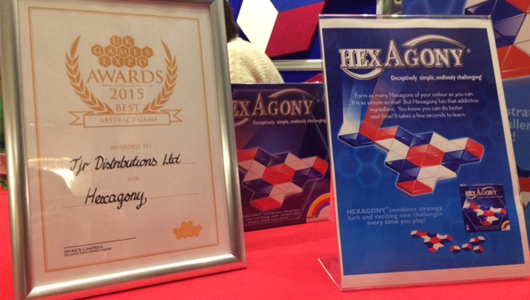 UK
GAMES
EXPO
AWARDS
2015
BEST
ABSTRACT GAME
AWARDED TO
Tjr Distributions Ltd
FOR
Hexcagony
PATRICK CAMPBELL
HEXAGONY
Deceptively simple, endlessly challenging!
HEXAGONY
Deceptively simple, endlessly challenging!
Form as many Hexagons of your colour as you can
It is as simple as that! But Hexagony has that addictive
ingredient. You know you can do better
next time! It takes a few seconds to learn
HEXAGONY
HEXAGONY combines strategy,
luck and exciting new challenges
every time you play!